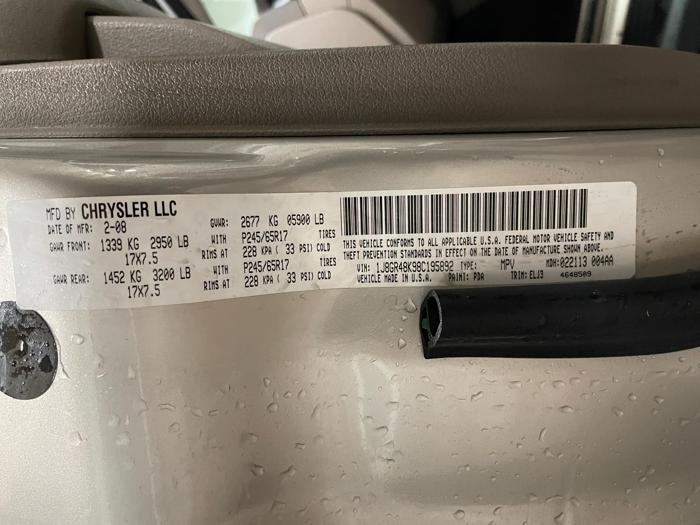 MFD BY CHRYSLER LLC
DATE OF MFR: 2-08 GVWR: 2677 KG 05900 LB
GAWR FRONT: 1339 KG 2950 LB WITH P245/65R17 TIRES
17X7.5 RIMS AT 228 KPA ( 33 PSI) COLD
GAWR REAR: 1452 KG 3200 LB WITH P245/65R17 TIRES
17X7.5 RIMS AT 228 KPA ( 33 PSI) COLD
THIS VEHICLE CONFORMS TO ALL APPLICABLE U.S.A. FEDERAL MOTOR VEHICLE SAFETY AND
THEFT PREVENTION STANDARDS IN EFFECT ON THE DATE OF MANUFACTURE SHOWN ABOVE.
VIN: 1J8GR48K98C195892 TYPE: MPV MDH:022113 004AA
VEHICLE MADE IN U.S.A. PAINT: PDA TRIM: ELJ9 4648509